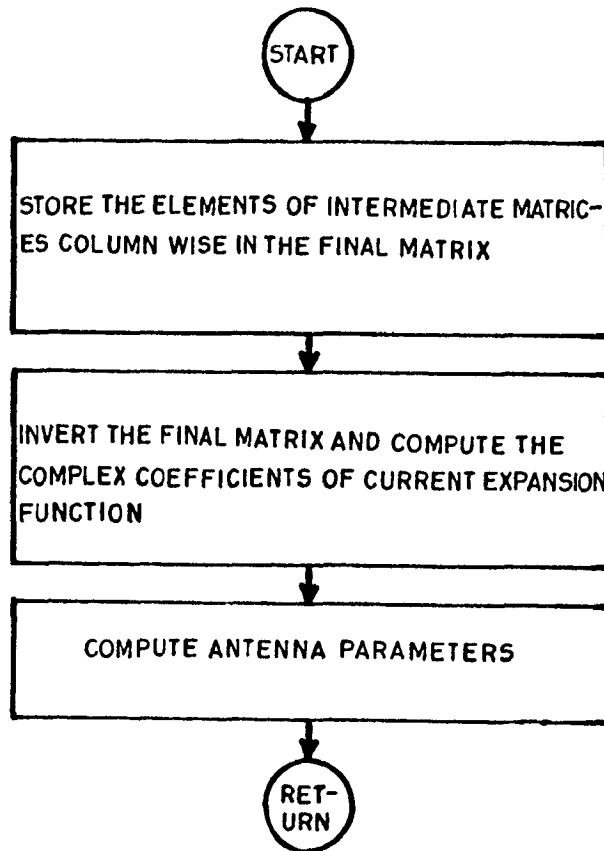 START
STORE THE ELEMENTS OF INTERMEDIATE MATRIC-
ES COLUMN WISE IN THE FINAL MATRIX
INVERT THE FINAL MATRIX AND COMPUTE THE
COMPLEX COEFFICIENTS OF CURRENT EXPANSION
FUNCTION
COMPUTE ANTENNA PARAMETERS
RET-
URN